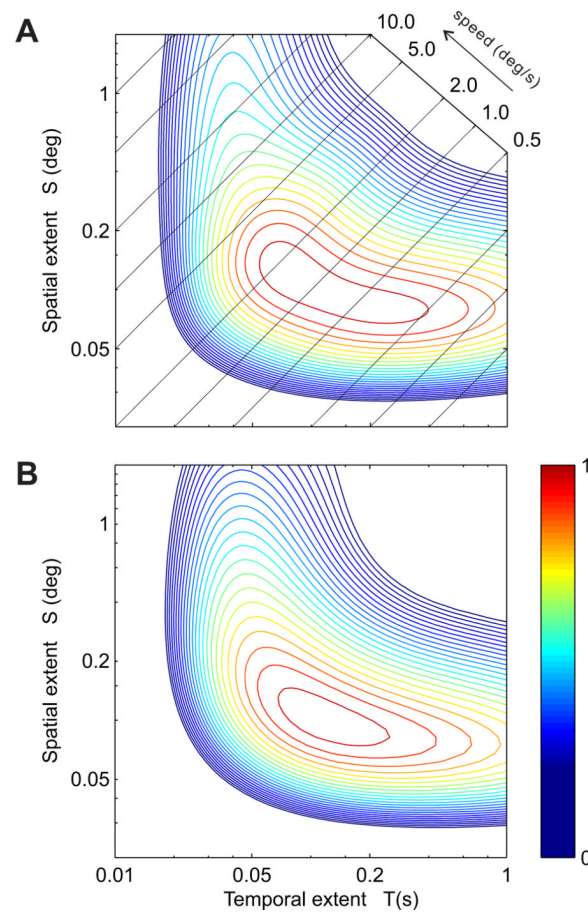 A
speed (deg/s)
10.0
5.0
2.0
1.0
0.5
Spatial extent S (deg)
1
0.2
0.05
B
Spatial extent S (deg)
1
0.2
0.05
1
0
0.01
0.05
0.2
1
Temporal extent T(s)